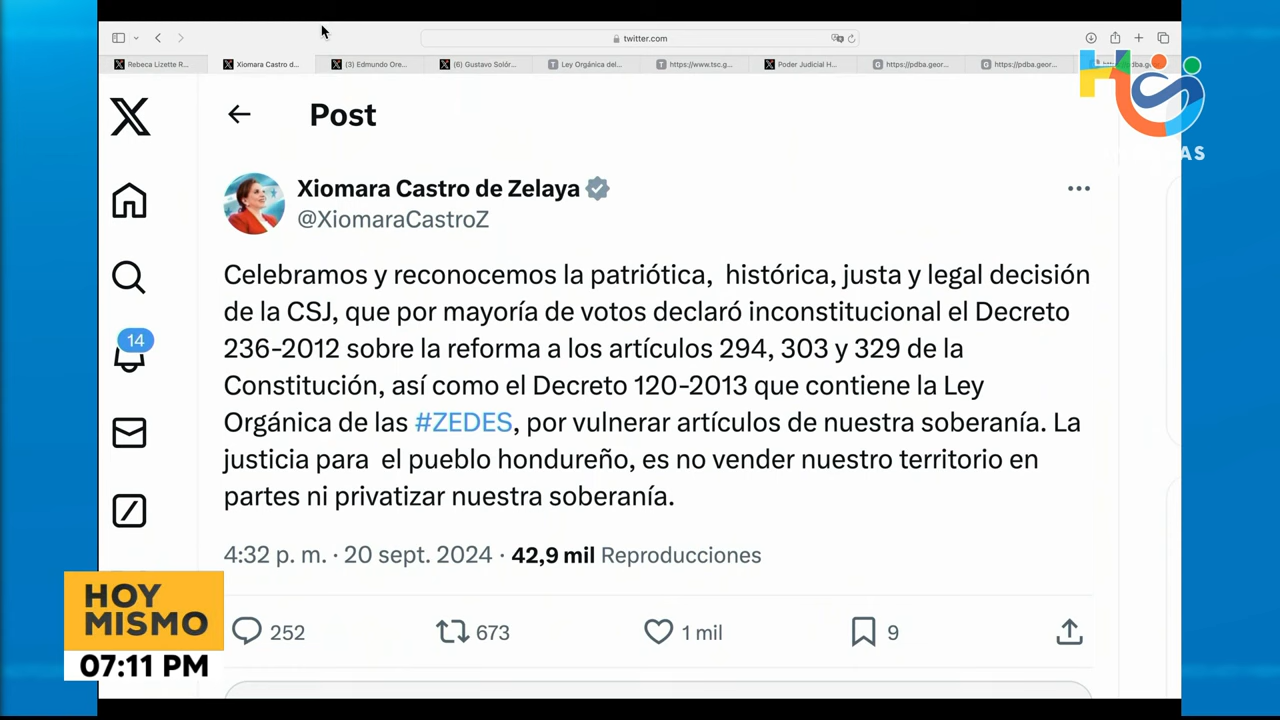 twitter.com
Rebeca Lizette R...
Xiomara Castro d...
(3) Edmundo Ore...
(6) Gustavo Solór...
Ley Orgánica del...
https://www.tsc.g...
Poder Judicial H...
https://pdba.geor...
https://pdba.geor...
Post
Xiomara Castro de Zelaya
@XiomaraCastroZ
Celebramos y reconocemos la patriótica,  histórica, justa y legal decisión
de la CSJ, que por mayoría de votos declaró inconstitucional el Decreto
236-2012 sobre la reforma a los artículos 294, 303 y 329 de la
Constitución, así como el Decreto 120-2013 que contiene la Ley
Orgánica de las #ZEDES, por vulnerar artículos de nuestra soberanía. La
justicia para  el pueblo hondureño, es no vender nuestro territorio en
partes ni privatizar nuestra soberanía.
4:32 p. m. · 20 sept. 2024 · 42,9 mil Reproducciones
252 673 1 mil 9
14
HOY
MISMO
07:11 PM